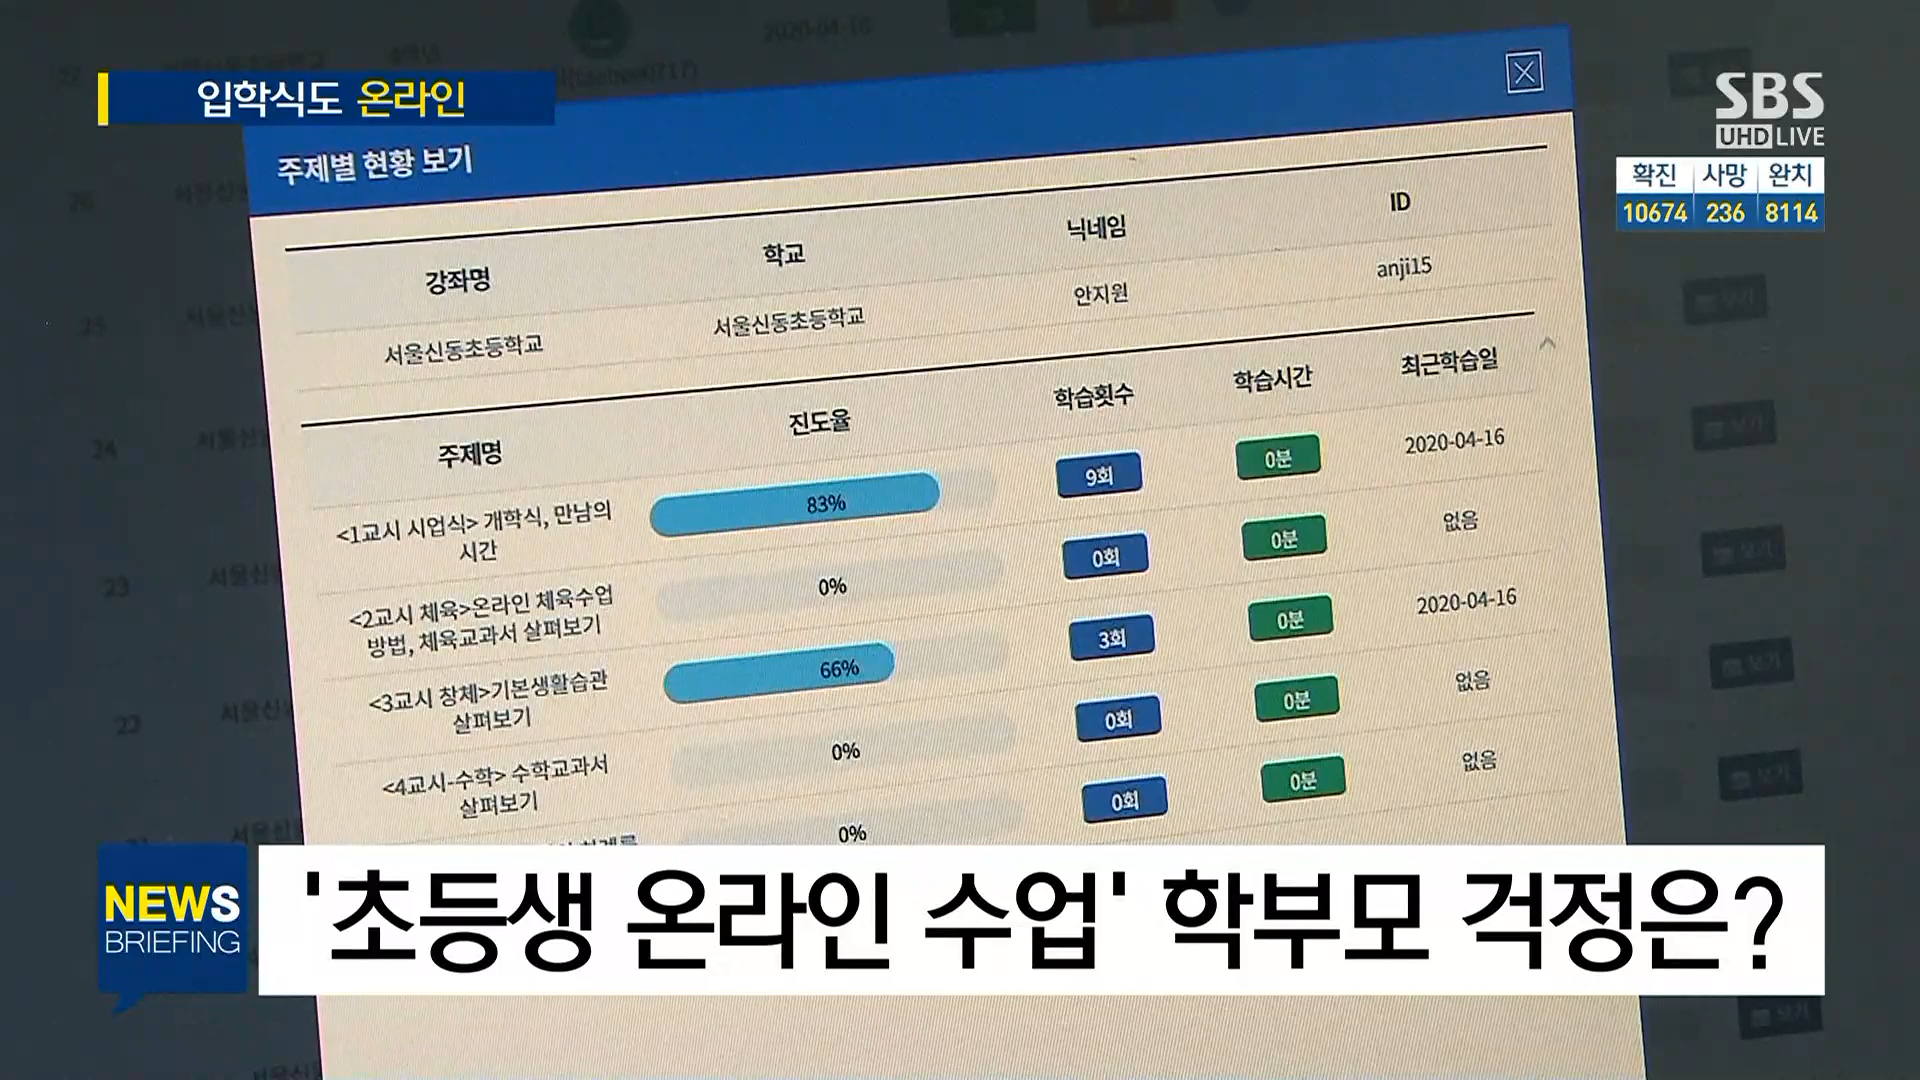 2020-04-16
입학식도 온라인
SBS
UHD LIVE
확진 사망 완치
10674 236 8114
주제별 현황 보기
강좌명 학교 닉네임 ID
서울신동초등학교 서울신동초등학교 안지원 anji15
주제명 진도율 학습횟수 학습시간 최근학습일
<1교시 시업식> 개학식, 만남의
시간
83% 9회 0분 2020-04-16
<2교시 체육>온라인 체육수업
방법, 체육교과서 살펴보기
0% 0회 0분 없음
<3교시 창체>기본생활습관
살펴보기
66% 3회 0분 2020-04-16
<4교시-수학> 수학교과서
살펴보기
0% 0회 0분 없음
0% 0회 0분 없음
26
25
24
23
22
NEWS
BRIEFING
'초등생 온라인 수업' 학부모 걱정은?